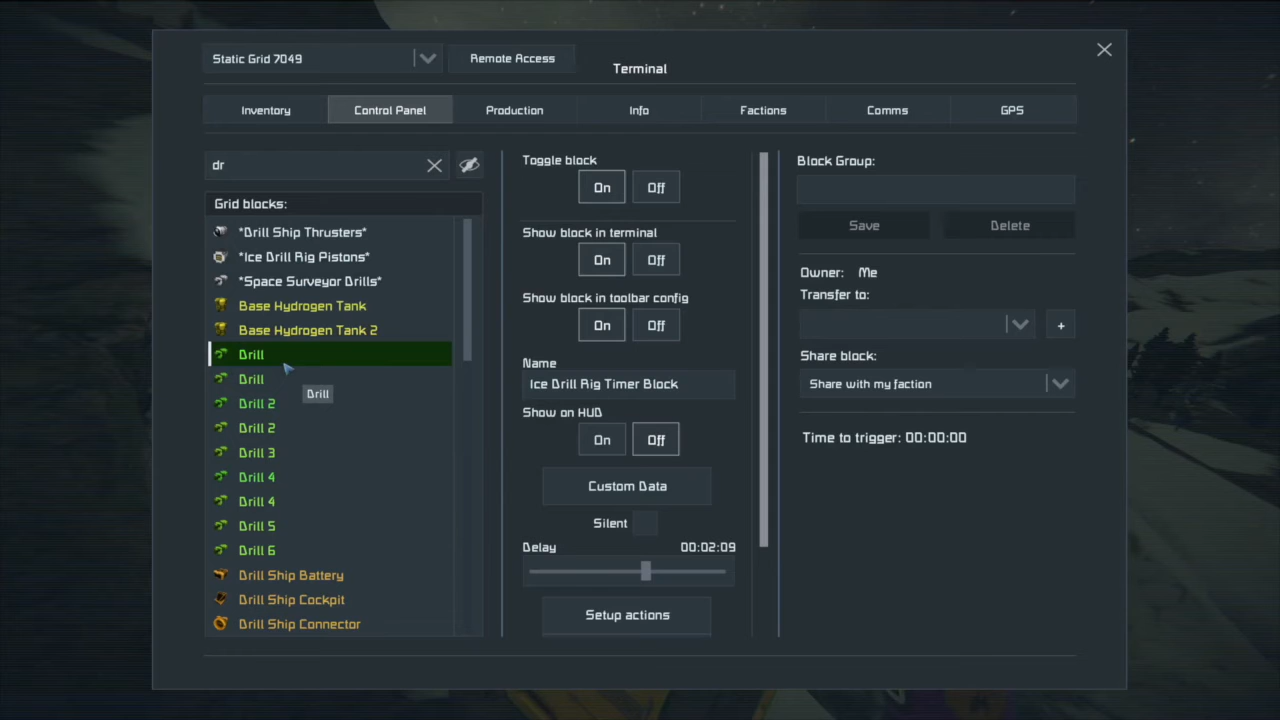 Static Grid 7049
Remote Access
Terminal
Inventory
Control Panel
Production
Info
Factions
Comms
GPS
dr
Grid blocks:
*Drill Ship Thrusters*
*Ice Drill Rig Pistons*
*Space Surveyor Drills*
Base Hydrogen Tank
Base Hydrogen Tank 2
Drill
Drill
Drill
Drill 2
Drill 2
Drill 3
Drill 4
Drill 4
Drill 5
Drill 6
Drill Ship Battery
Drill Ship Cockpit
Drill Ship Connector
Toggle block
On Off
Show block in terminal
On Off
Show block in toolbar config
On Off
Name
Ice Drill Rig Timer Block
Show on HUD
On Off
Custom Data
Silent
Delay 00:02:09
Setup actions
Block Group:
Save Delete
Owner: Me
Transfer to:
+
Share block:
Share with my faction
Time to trigger: 00:00:00